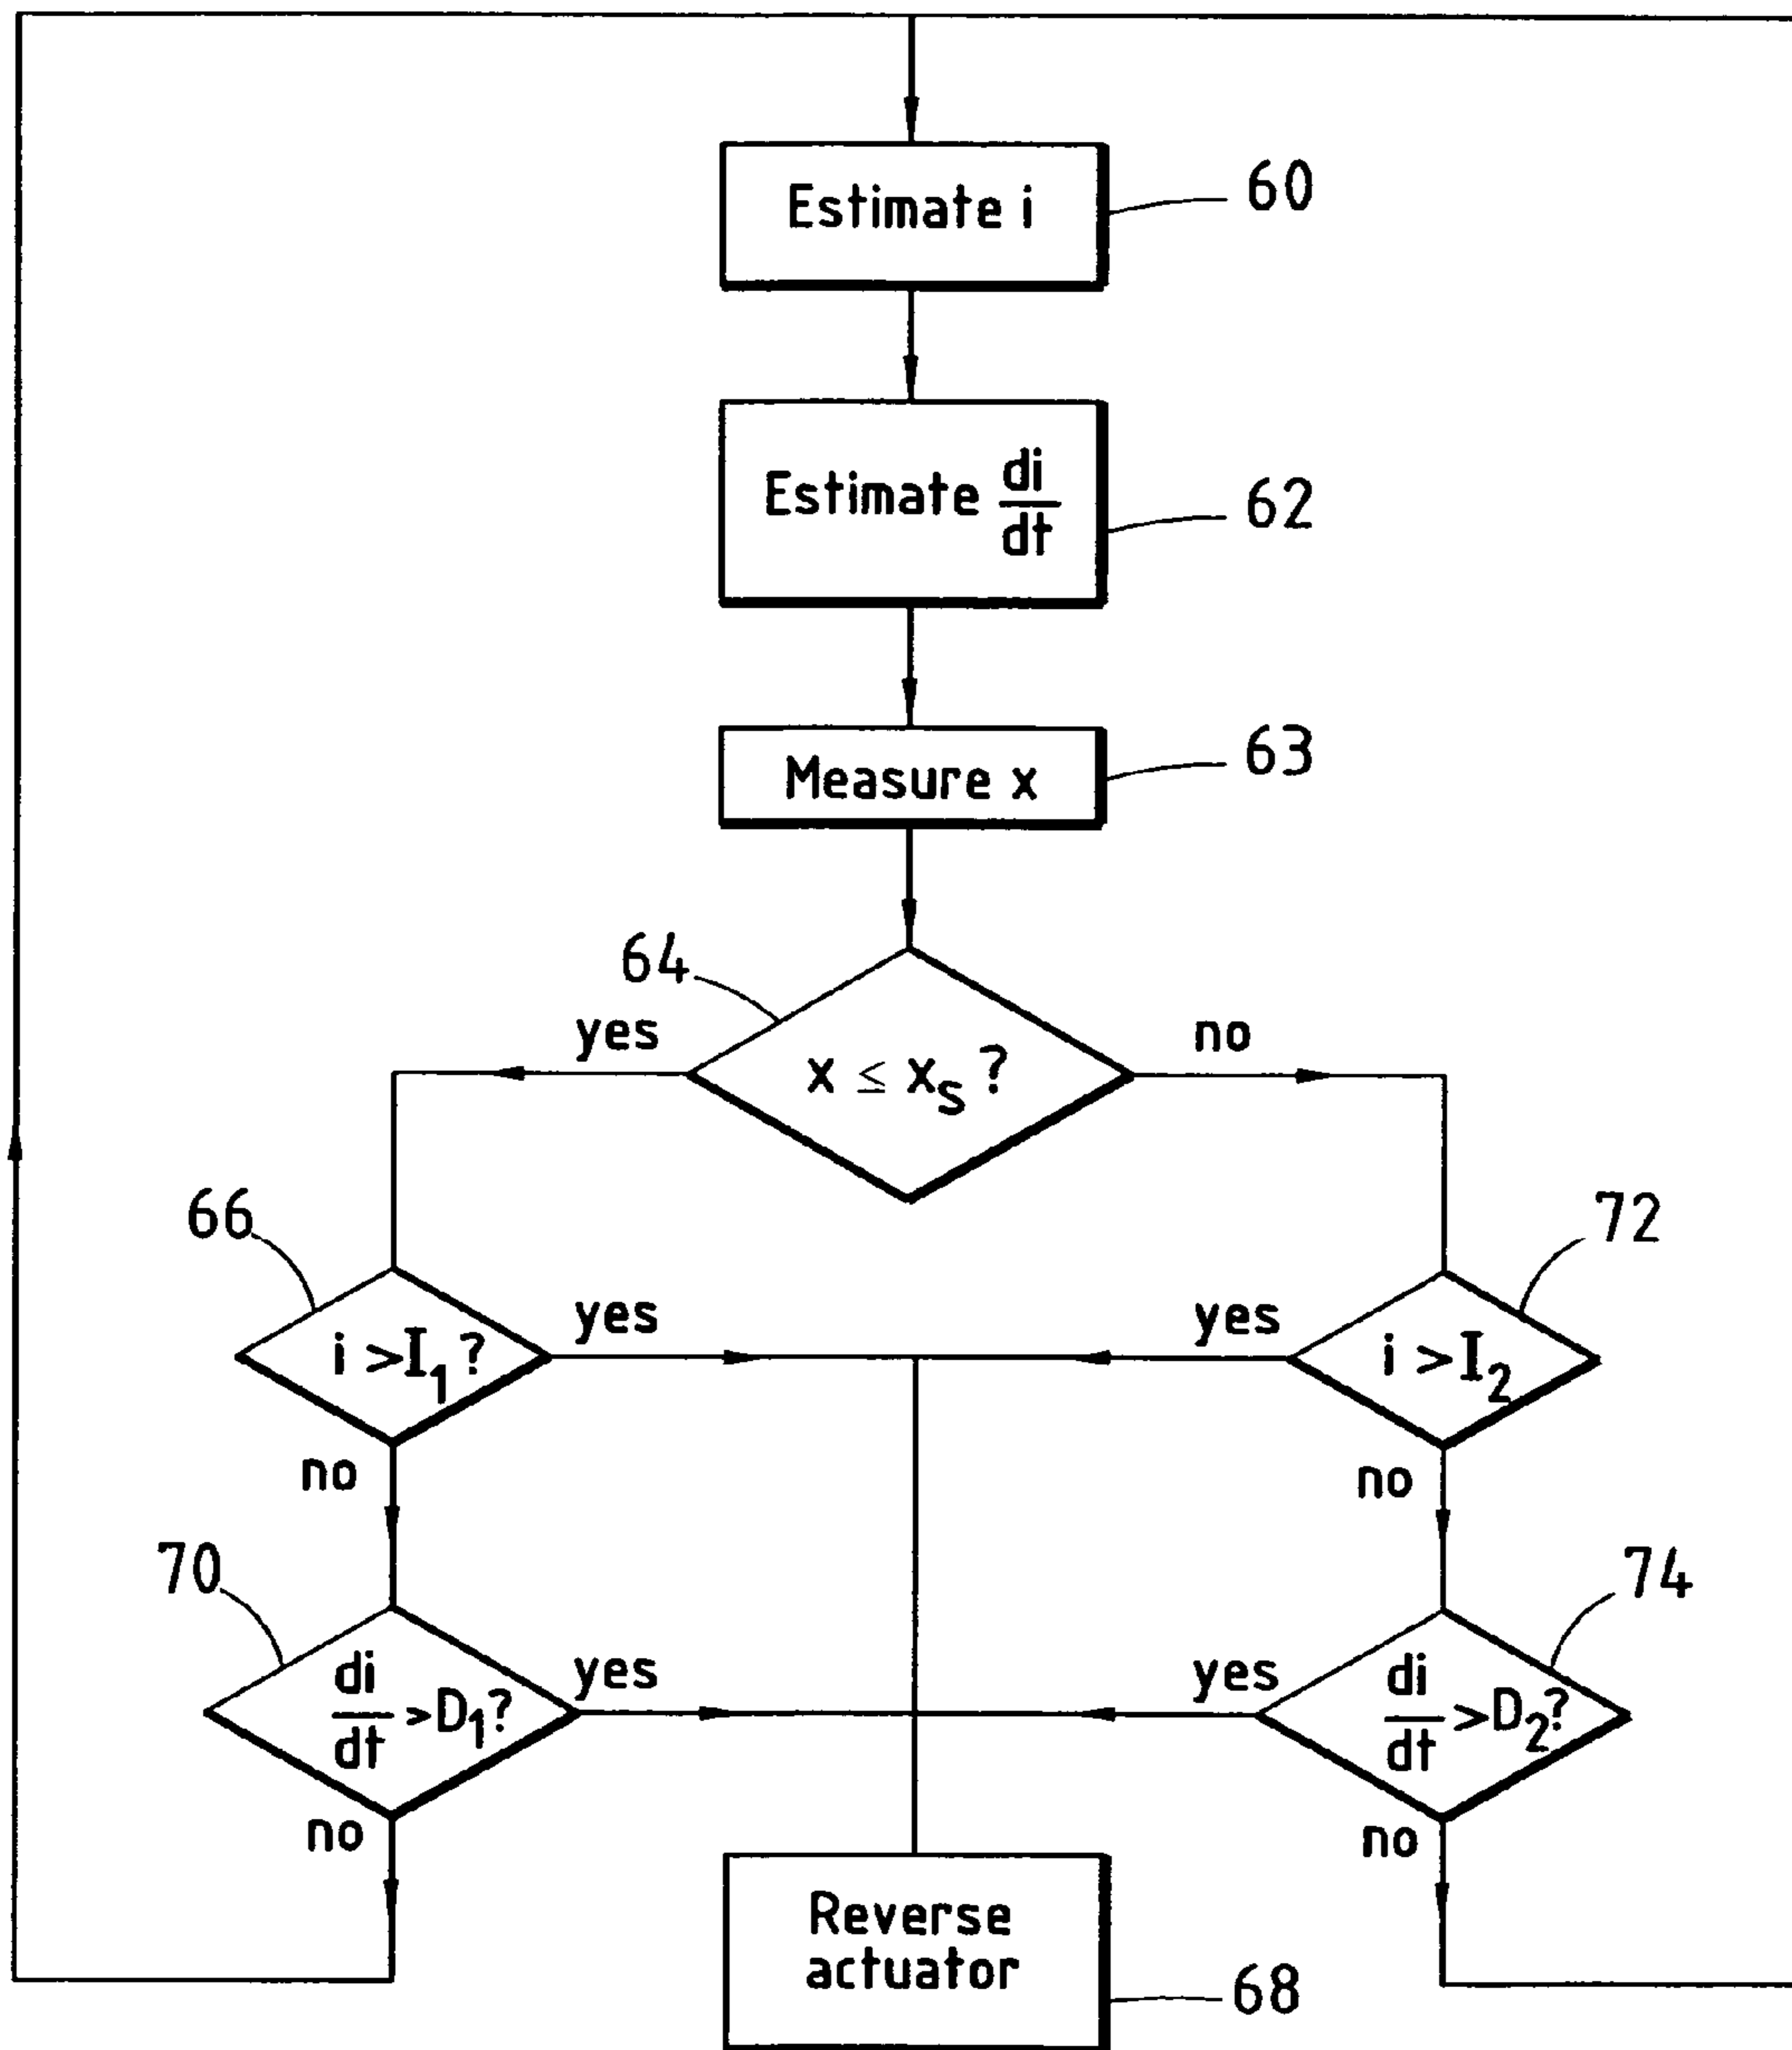 Estimate i
60
Estimate di/dt
62
Measure x
63
64
yes
x ≤ xS ?
no
66
72
i >I1 ?
yes
yes
i >I2
no
no
70
74
di/dt >D1?
yes
yes
di/dt >D2?
no
no
Reverse
actuator
68